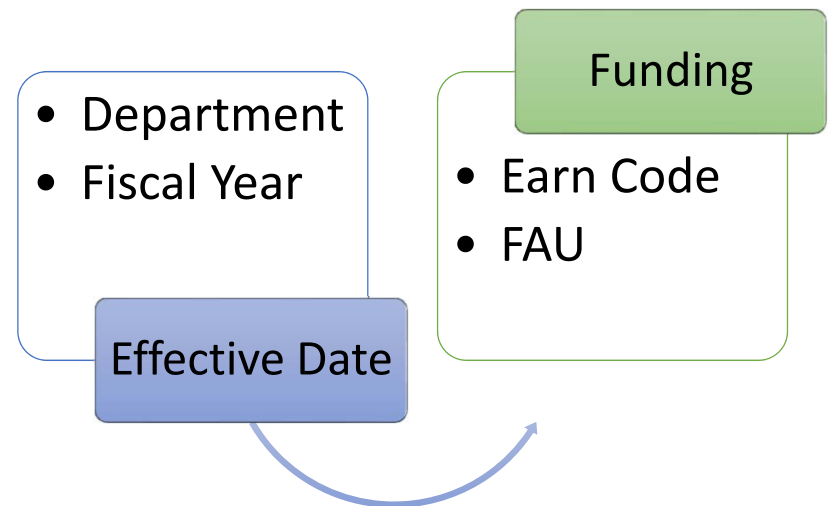 • Department
• Fiscal Year
Effective Date
Funding
• Earn Code
• FAU